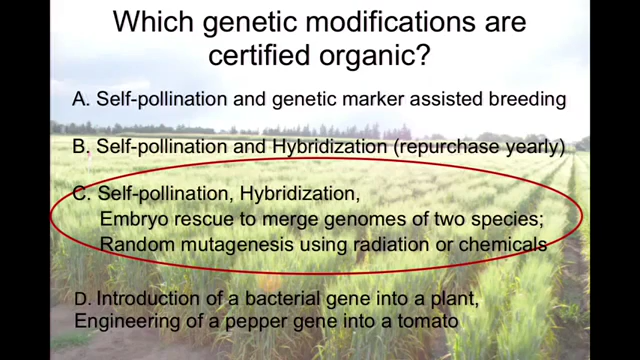 Which genetic modifications are
certified organic?
A. Self-pollination and genetic marker assisted breeding
B. Self-pollination and Hybridization (repurchase yearly)
C. Self-pollination, Hybridization,
Embryo rescue to merge genomes of two species;
Random mutagenesis using radiation or chemicals
D. Introduction of a bacterial gene into a plant,
Engineering of a pepper gene into a tomato